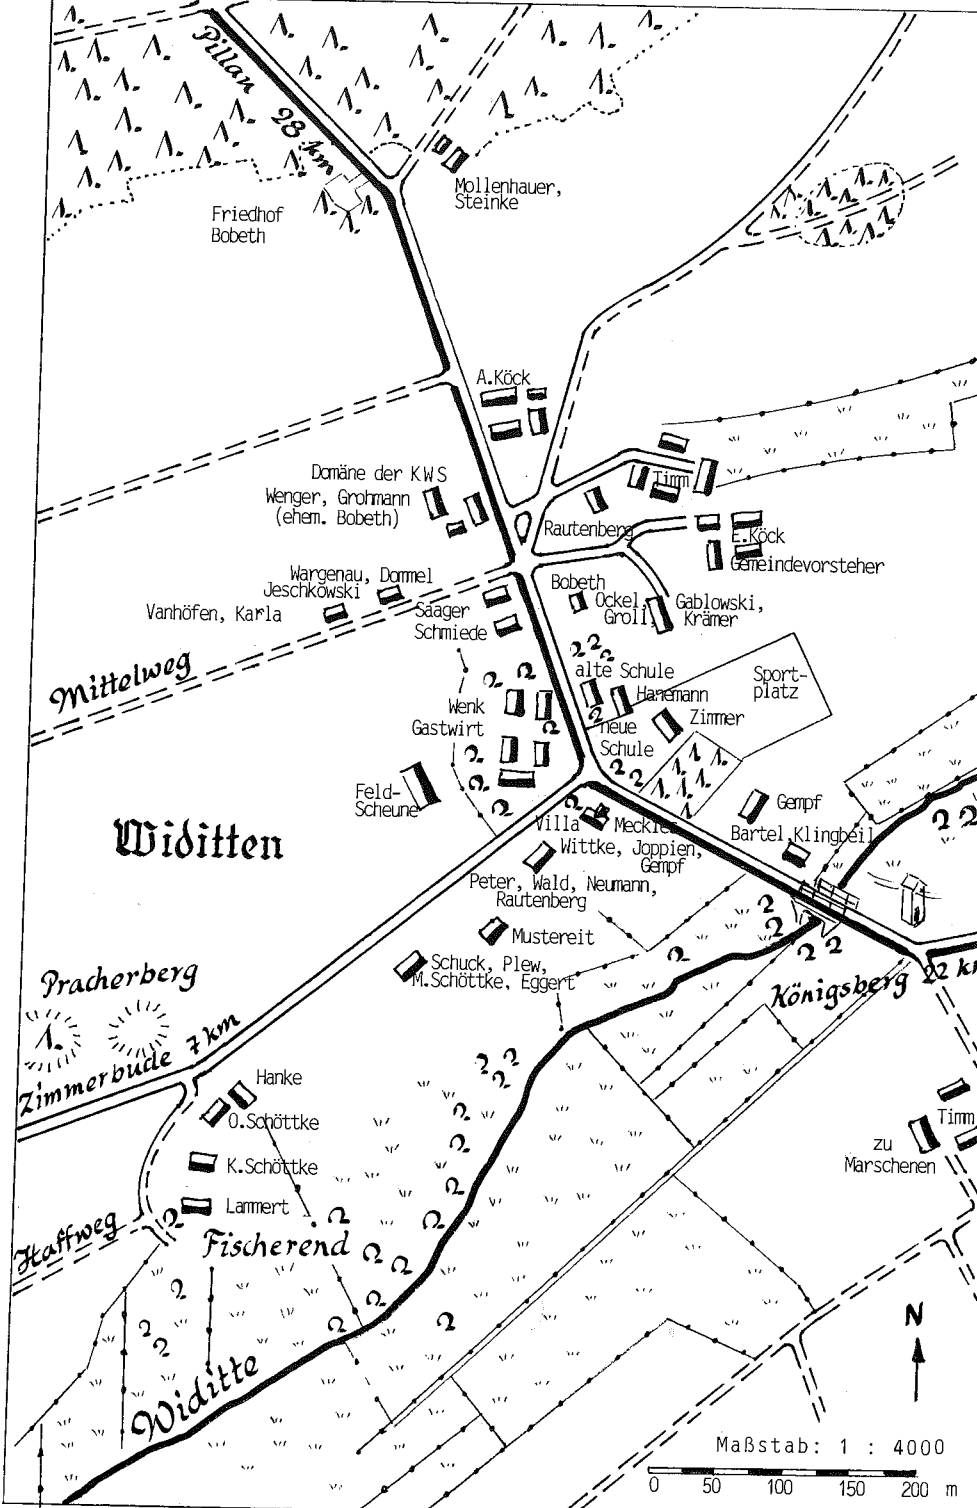 Pillau 28 km
Mollenhauer,
Steinke
Friedhof
Bobeth
A.Köck
Domäne der KWS
Wenger, Grohmann
(ehem. Bobeth)
Timm
Rautenberg
E.Köck
Gemeindevorsteher
Wargenau, Dommel
Jeschkowski
Vanhöfen, Karla
Saager
Schmiede
Bobeth
Ockel,
Groll,
Gablowski,
Krämer
Mittelweg
alte Schule
Hanemann
Sport-
platz
Wenk
Gastwirt
Zimmer
neue
Schule
Feld-
Scheune
Widitten
Gempf
Villa Meckler
Bartel,Klingbeil
Wittke, Joppien,
Gempf
Peter, Wald, Neumann,
Rautenberg
Mustereit
Schuck, Plew,
M.Schöttke, Eggert
Pracherberg
Königsberg 22 km
Zimmerbude 7 km
Hanke
O.Schöttke
K.Schöttke
Lammert
Timm
zu
Marschenen
Haffweg
Fischerend
Widitte
N
Maßstab: 1 : 4000
0 50 100 150 200 m